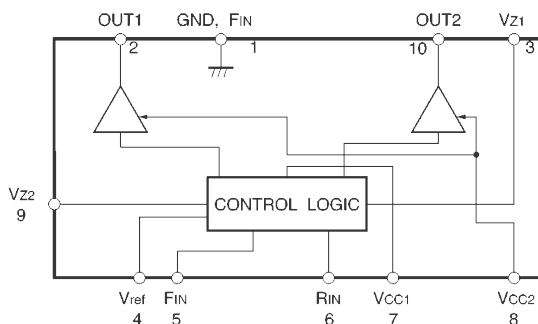 OUT1 GND, FIN OUT2 VZ1
2 1 10 3
VZ2
9
CONTROL LOGIC
Vref FIN RIN VCC1 VCC2
4 5 6 7 8